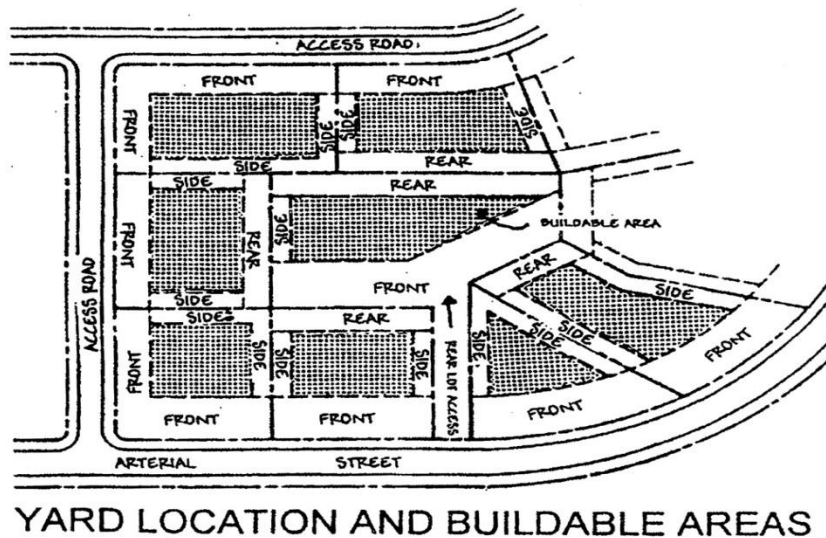 ACCESS ROAD.
FRONT FRONT
FRONT
SIDE
SIDE
SIDE
SIDE
REAR
SIDE
REAR
FRONT
REAR
SIDE
BUILDABLE AREA
REAR
FRONT
SIDE
SIDE
SIDE
REAR
SIDE
ACCESS ROAD
FRONT
SIDE
SIDE
SIDE
REAR LOT ACCESS
SIDE
SIDE
FRONT
FRONT
FRONT
FRONT
ARTERIAL STREET
YARD LOCATION AND BUILDABLE AREAS